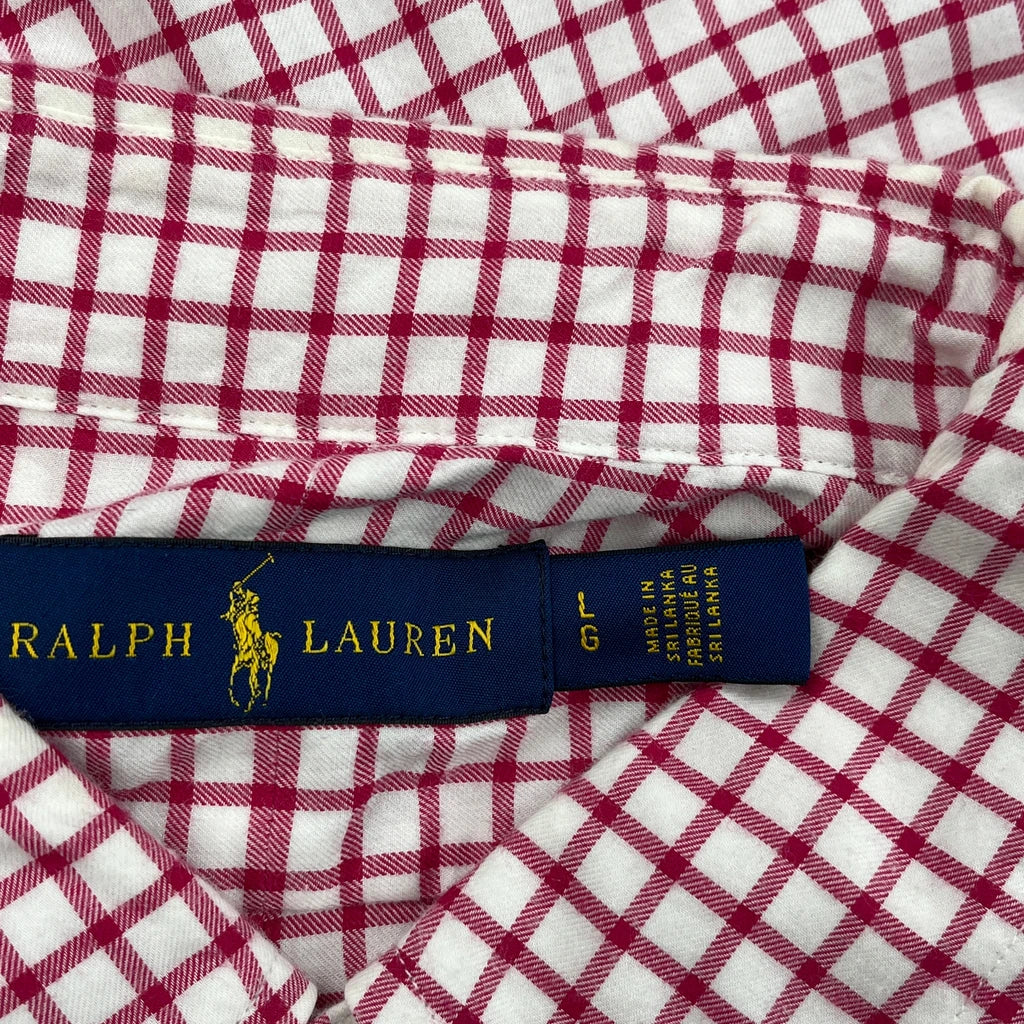 RALPH LAUREN
L G
MADE IN
SRI LANKA
FABRIQUÉ AU
SRI LANKA